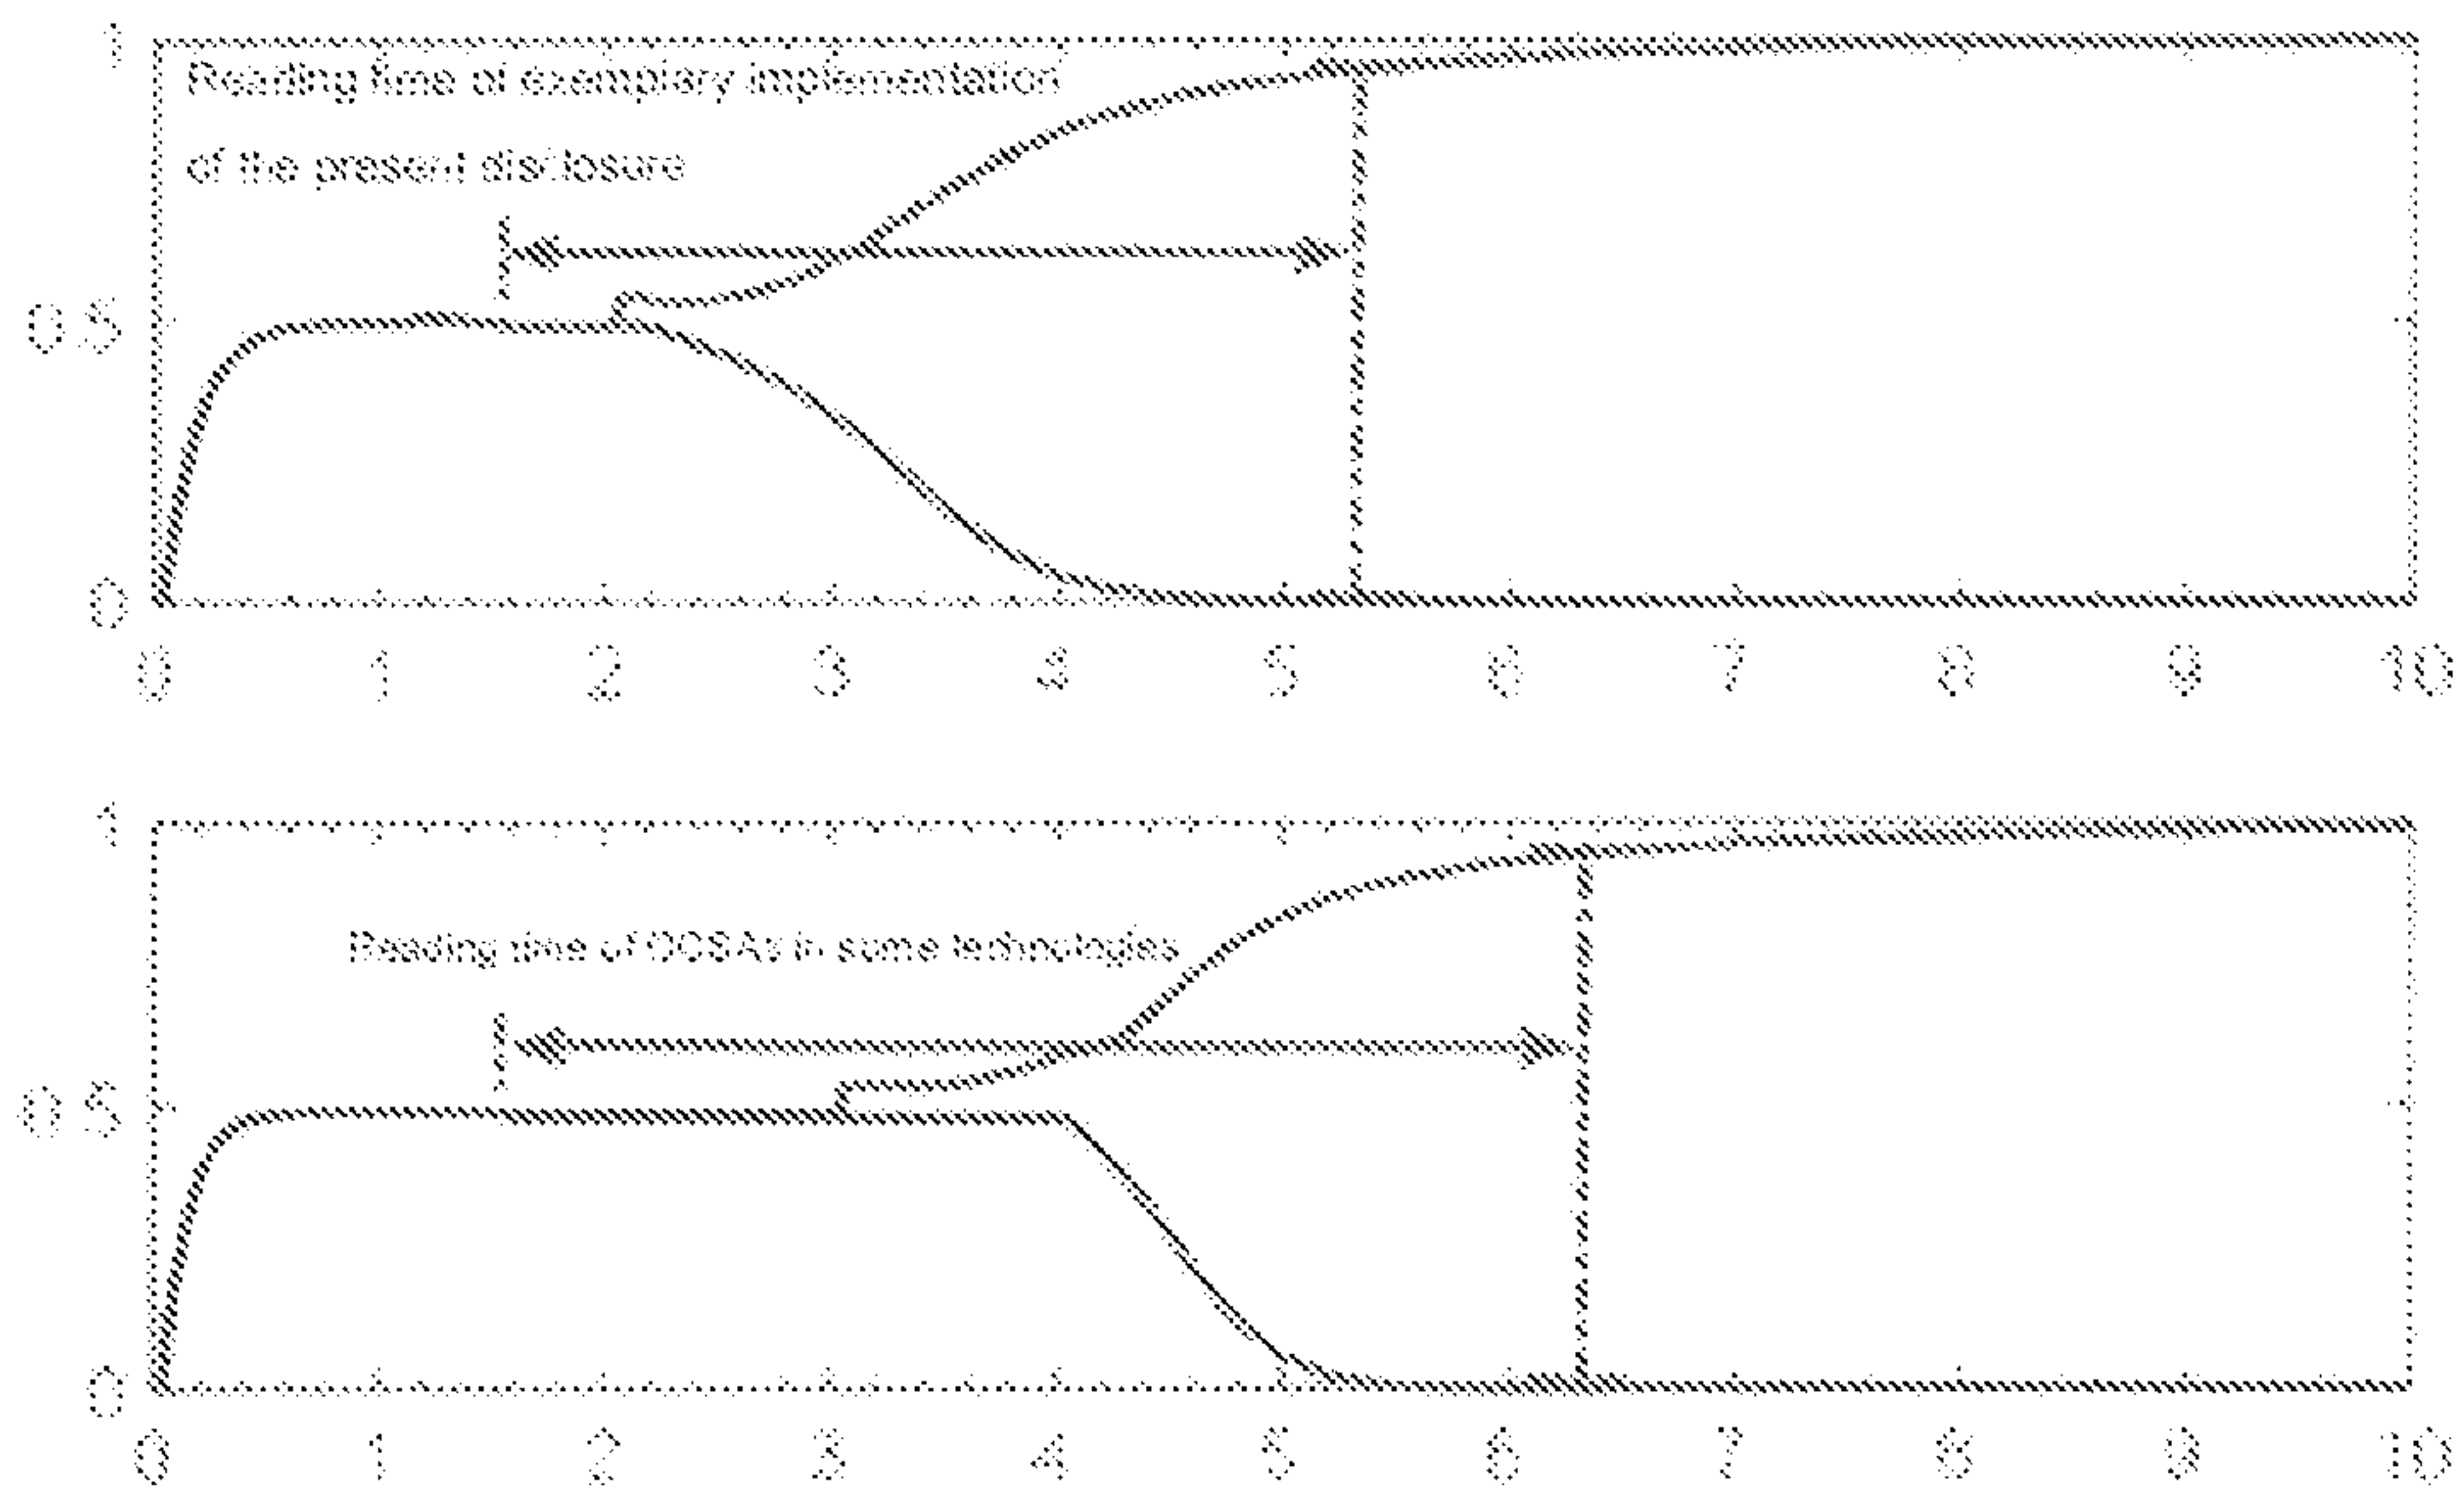 1
Reading time of exemplary implementation
of the present disclosure
0.5
0
0 1 2 3 4 5 6 7 8 9 10
1
Reading time of OCSAs in some technologies
0.5
0
0 1 2 3 4 5 6 7 8 9 10